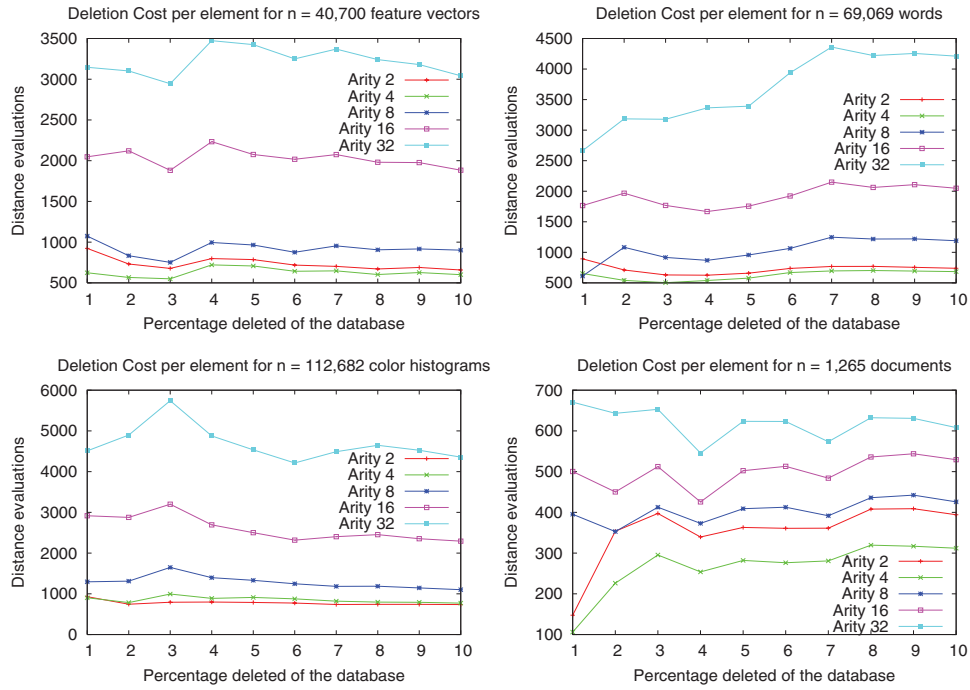 Deletion Cost per element for n = 40,700 feature vectors
3500
3000
2500
2000
1500
1000
500
Distance evaluations
Arity 2
Arity 4
Arity 8
Arity 16
Arity 32
1 2 3 4 5 6 7 8 9 10
Percentage deleted of the database
Deletion Cost per element for n = 69,069 words
4500
4000
3500
3000
2500
2000
1500
1000
500
Distance evaluations
Arity 2
Arity 4
Arity 8
Arity 16
Arity 32
1 2 3 4 5 6 7 8 9 10
Percentage deleted of the database
Deletion Cost per element for n = 112,682 color histograms
6000
5000
4000
3000
2000
1000
0
Distance evaluations
Arity 2
Arity 4
Arity 8
Arity 16
Arity 32
1 2 3 4 5 6 7 8 9 10
Percentage deleted of the database
Deletion Cost per element for n = 1,265 documents
700
600
500
400
300
200
100
Distance evaluations
Arity 2
Arity 4
Arity 8
Arity 16
Arity 32
1 2 3 4 5 6 7 8 9 10
Percentage deleted of the database